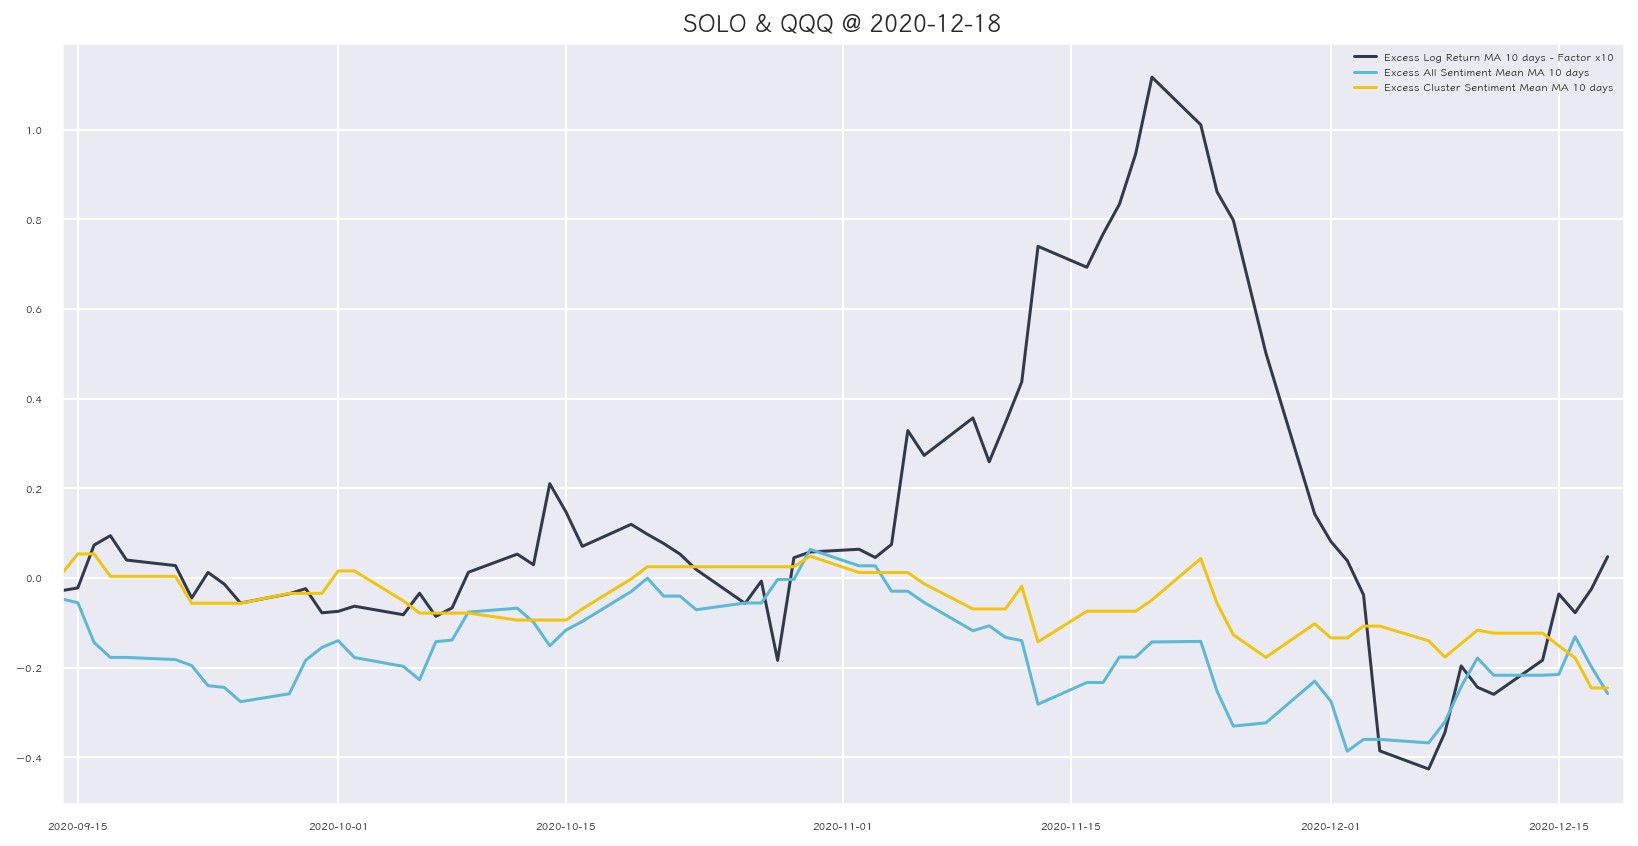 SOLO & QQQ @ 2020-12-18
Excess Log Return MA 10 days - Factor x10
Excess All Sentiment Mean MA 10 days
Excess Cluster Sentiment Mean MA 10 days
1.0
0.8
0.6
0.4
0.2
0.0
−0.2
−0.4
2020-09-15 2020-10-01 2020-10-15 2020-11-01 2020-11-15 2020-12-01 2020-12-15